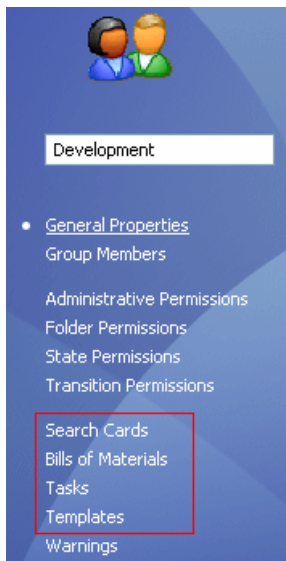 Development
General Properties
Group Members
Administrative Permissions
Folder Permissions
State Permissions
Transition Permissions
Search Cards
Bills of Materials
Tasks
Templates
Warnings